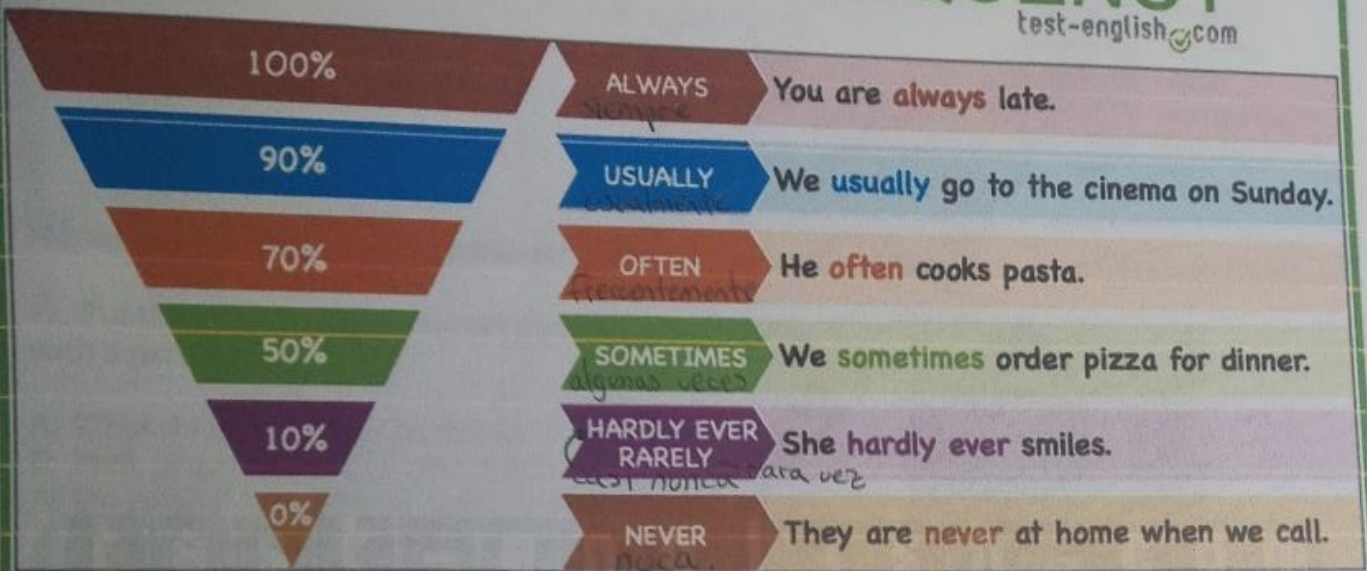 QUENCY
test-english.com
100% ALWAYS You are always late.
siempre
90% USUALLY We usually go to the cinema on Sunday.
usualmente
70% OFTEN He often cooks pasta.
frecuentemente
50% SOMETIMES We sometimes order pizza for dinner.
algunas veces
10% HARDLY EVER She hardly ever smiles.
RARELY
casi nunca rara vez
0% NEVER They are never at home when we call.
nuca.